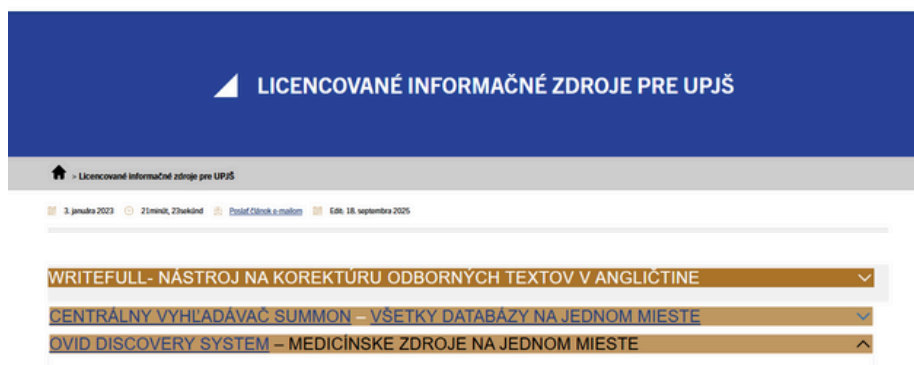 LICENCOVANÉ INFORMAČNÉ ZDROJE PRE UPJŠ
» Licencované informačné zdroje pre UPJŠ
3. januára 2023 21minút, 23sekúnd Poslať článok e-mailom Edit: 18. septembra 2025
WRITEFULL- NÁSTROJ NA KOREKTÚRU ODBORNÝCH TEXTOV V ANGLIČTINE
CENTRÁLNY VYHĽADÁVAČ SUMMON – VŠETKY DATABÁZY NA JEDNOM MIESTE
OVID DISCOVERY SYSTEM – MEDICÍNSKE ZDROJE NA JEDNOM MIESTE